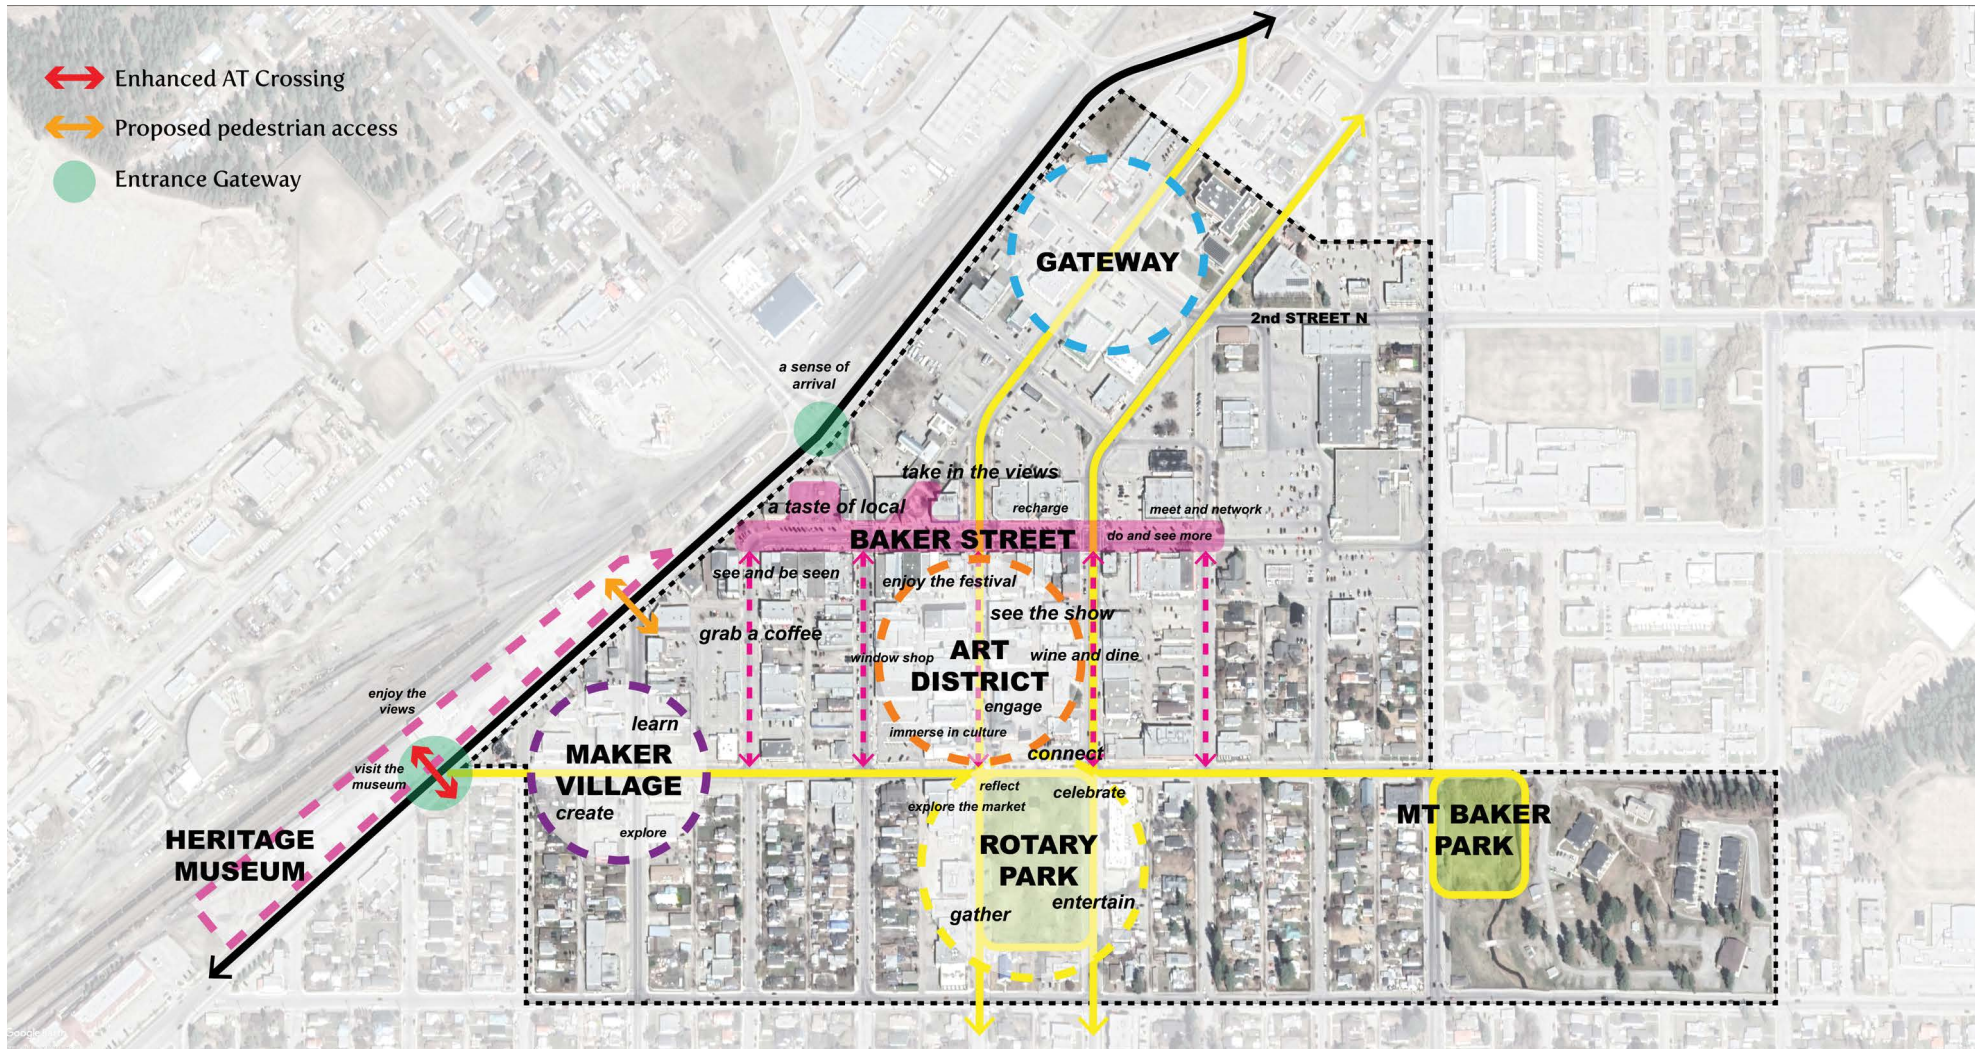 Enhanced AT Crossing
Proposed pedestrian access
Entrance Gateway
GATEWAY
2nd STREET N
a sense of
arrival
take in the views
a taste of local
recharge
meet and network
BAKER STREET
do and see more
see and be seen
enjoy the festival
see the show
grab a coffee
window shop
ART
DISTRICT
wine and dine
engage
immerse in culture
connect
enjoy the
views
learn
MAKER
VILLAGE
create
explore
visit the
museum
HERITAGE
MUSEUM
reflect
explore the market
celebrate
ROTARY
PARK
entertain
gather
MT BAKER
PARK
Google